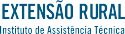 EXTENSÃO RURAL
Instituto de Assistência Técnica